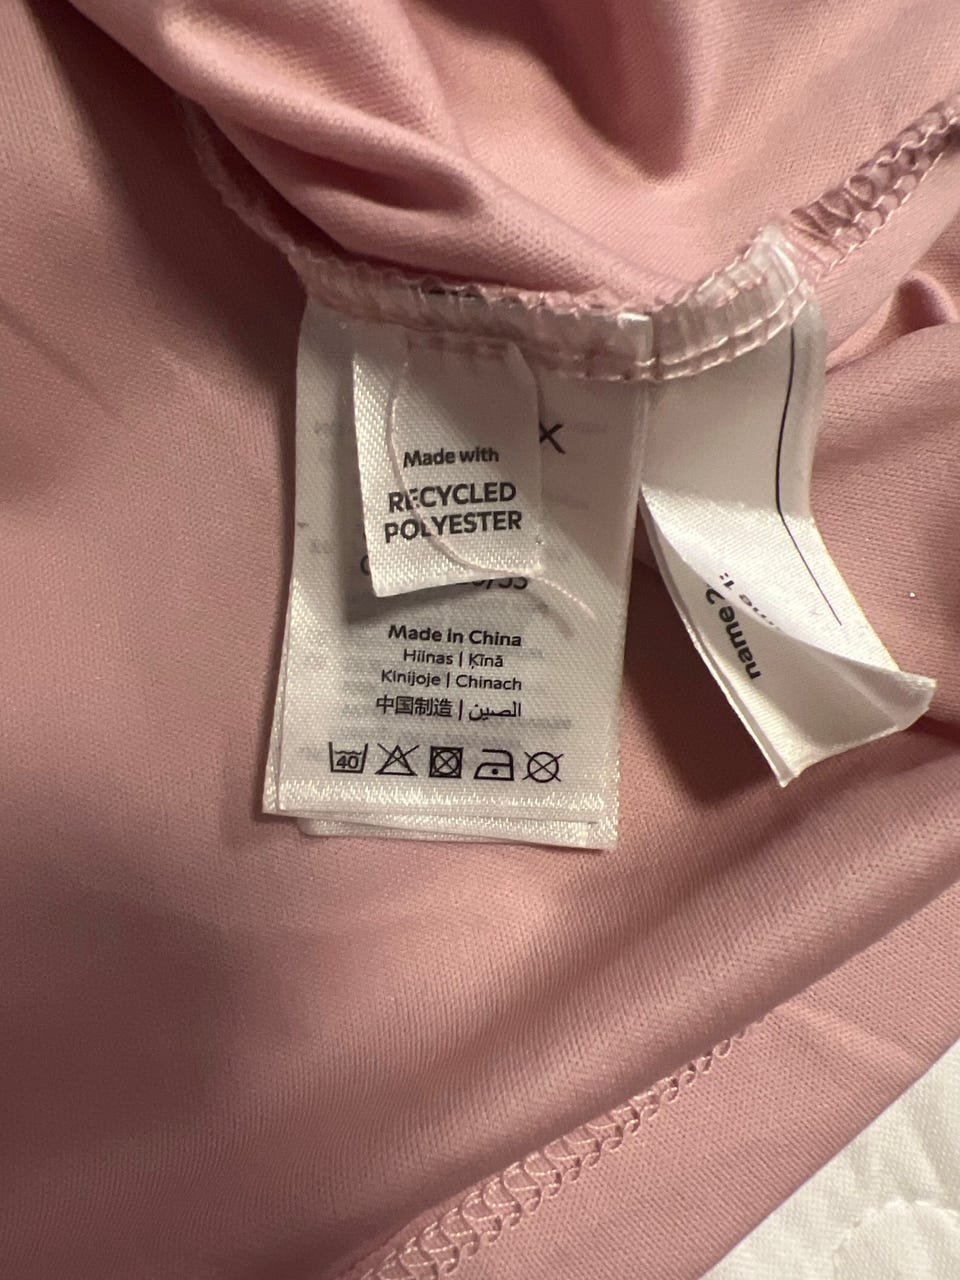 X
Made with
RECYCLED
POLYESTER
Made in China
Hiinas | Ķīnā
Kinijoje | Chinach
中国制造 | الصين
40
name 2